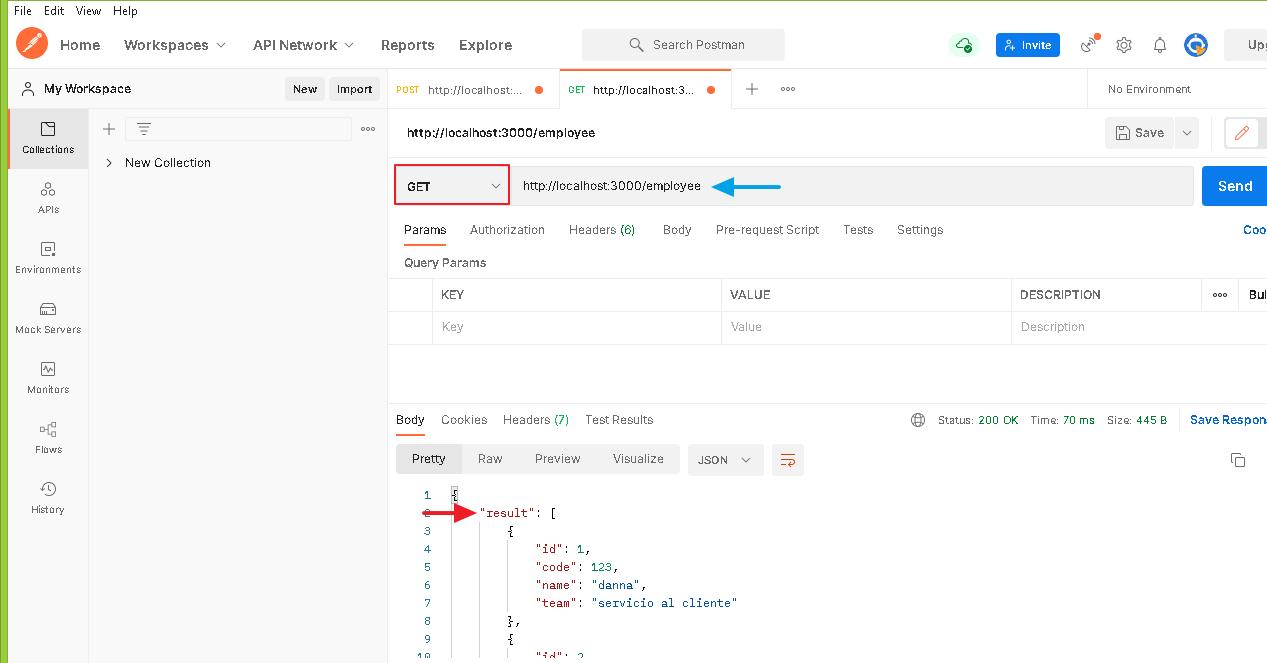 File Edit View Help
Home Workspaces API Network Reports Explore Search Postman Invite Upg
My Workspace New Import POST http://localhost:... GET http://localhost:3... No Environment
Collections
New Collection
APIs
Environments
Mock Servers
Monitors
Flows
History
http://localhost:3000/employee Save
GET http://localhost:3000/employee Send
Params Authorization Headers (6) Body Pre-request Script Tests Settings Coo
Query Params
KEY VALUE DESCRIPTION Bul
Key Value Description
Body Cookies Headers (7) Test Results Status: 200 OK Time: 70 ms Size: 445 B Save Respon
Pretty Raw Preview Visualize JSON
1 {
2 "result": [
3 {
4 "id": 1,
5 "code": 123,
6 "name": "danna",
7 "team": "servicio al cliente"
8 },
9 {
10 "id": 2